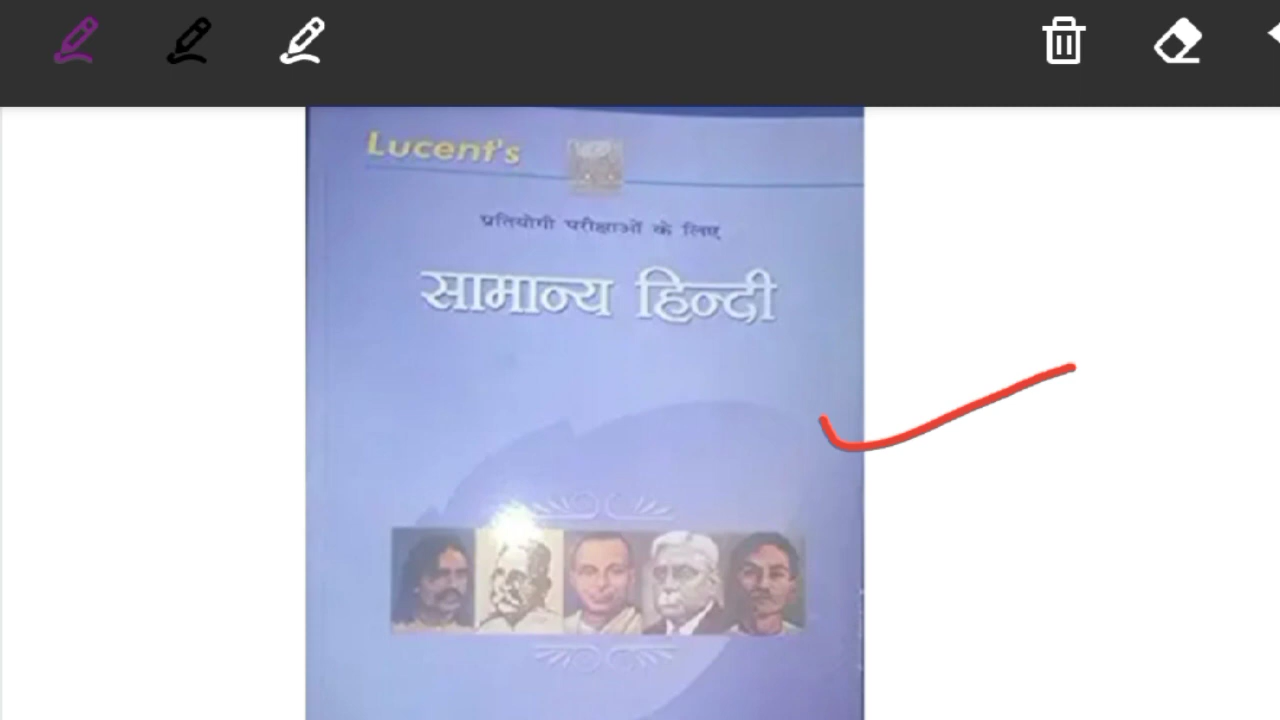 Lucent's
प्रतियोगी परीक्षाओं के लिए
सामान्य हिन्दी